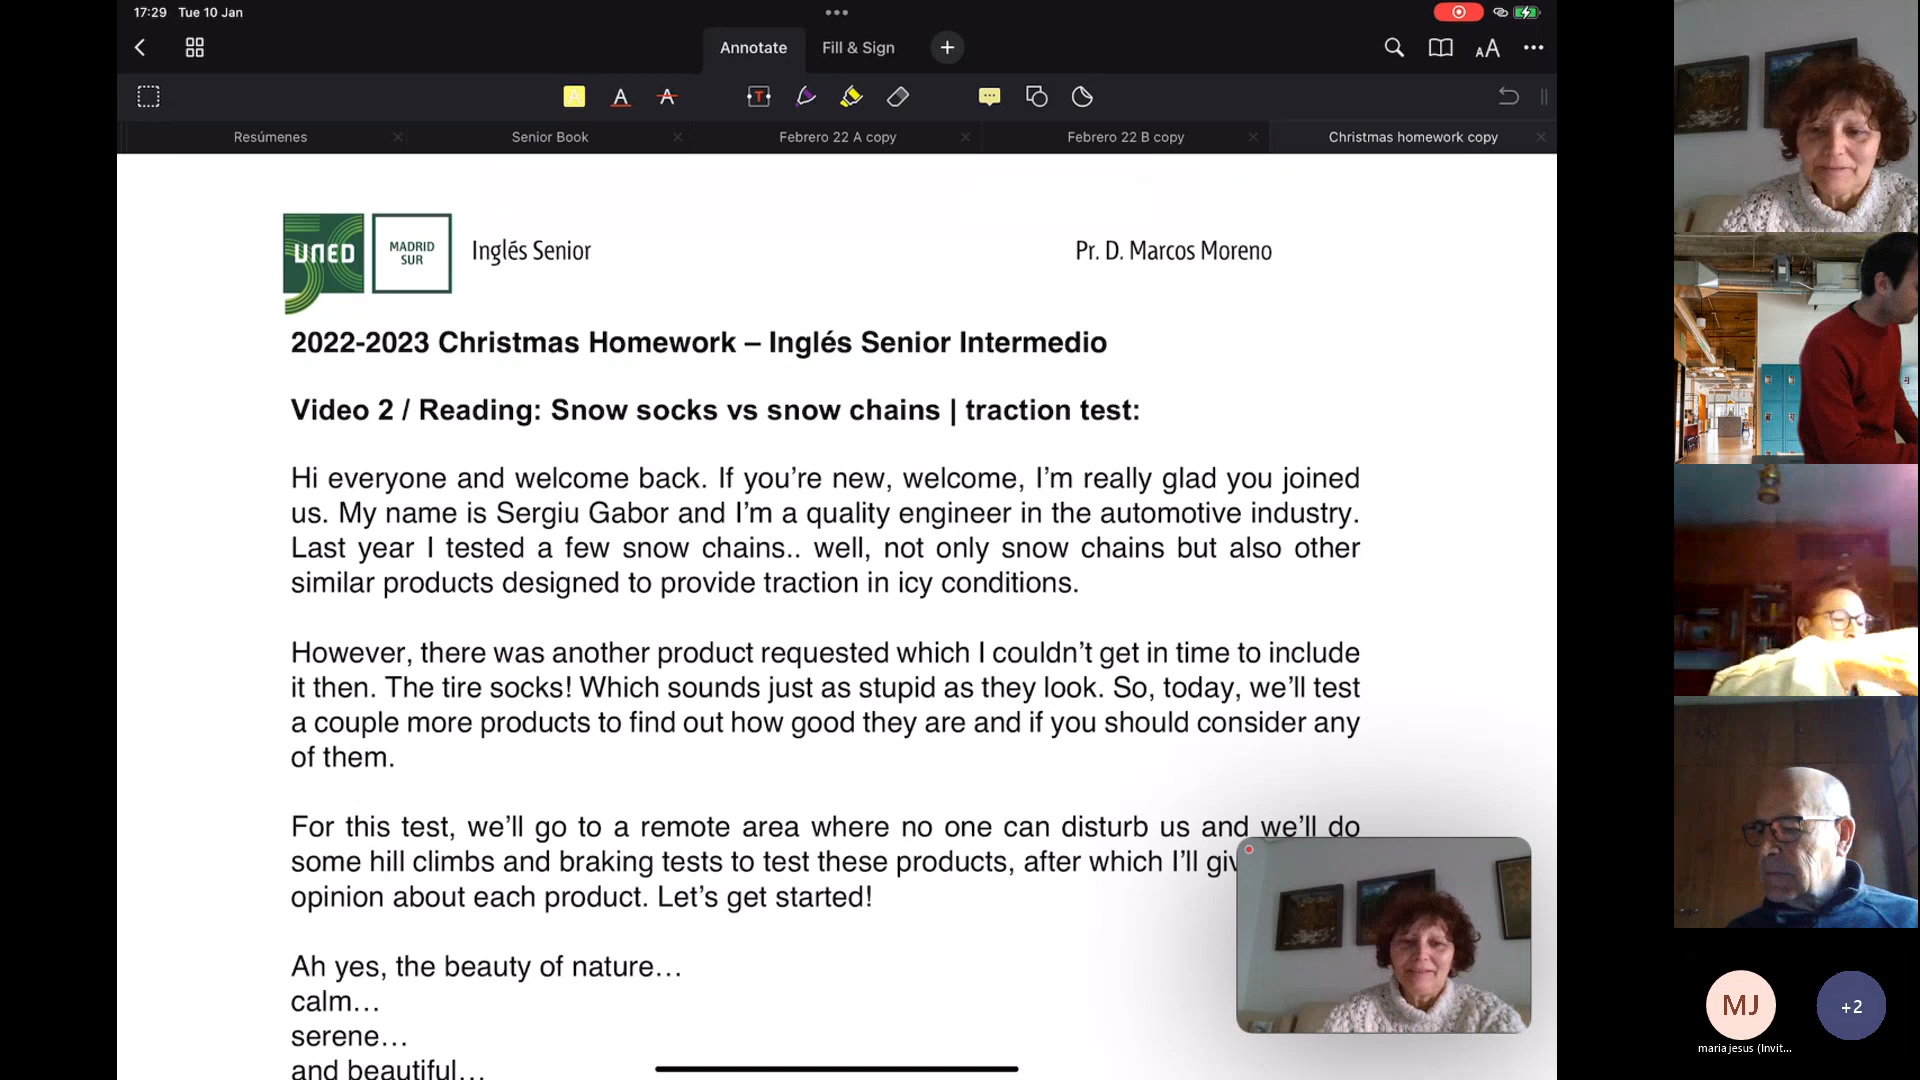 17:29 Tue 10 Jan
Annotate
Fill & Sign
AA
A A A T
Resúmenes
Senior Book
Febrero 22 A copy
Febrero 22 B copy
Christmas homework copy
UNED
MADRID
SUR
Inglés Senior
Pr. D. Marcos Moreno
2022-2023 Christmas Homework – Inglés Senior Intermedio
Video 2 / Reading: Snow socks vs snow chains | traction test:
Hi everyone and welcome back. If you’re new, welcome, I’m really glad you joined
us. My name is Sergiu Gabor and I’m a quality engineer in the automotive industry.
Last year I tested a few snow chains.. well, not only snow chains but also other
similar products designed to provide traction in icy conditions.
However, there was another product requested which I couldn’t get in time to include
it then. The tire socks! Which sounds just as stupid as they look. So, today, we’ll test
a couple more products to find out how good they are and if you should consider any
of them.
For this test, we’ll go to a remote area where no one can disturb us and we’ll do
some hill climbs and braking tests to test these products, after which I’ll giv
opinion about each product. Let’s get started!
Ah yes, the beauty of nature…
calm…
serene…
and beautiful…
MJ
+2
maria jesus (Invit...